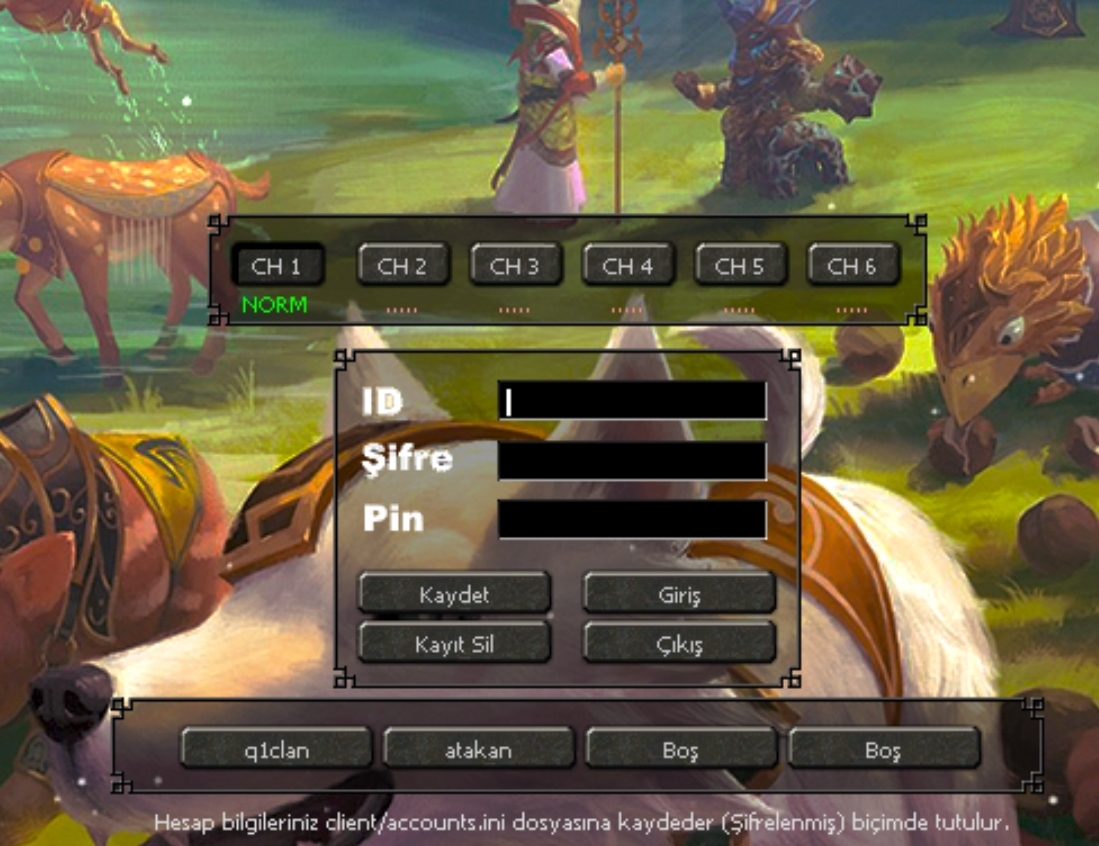 CH 1 CH 2 CH 3 CH 4 CH 5 CH 6
NORM ..... ..... ..... ..... .....
ID
Şifre
Pin
Kaydet Giriş
Kayıt Sil Çıkış
q1clan atakan Boş Boş
Hesap bilgileriniz client/accounts.ini dosyasına kaydeder (Şifrelenmiş) biçimde tutulur.